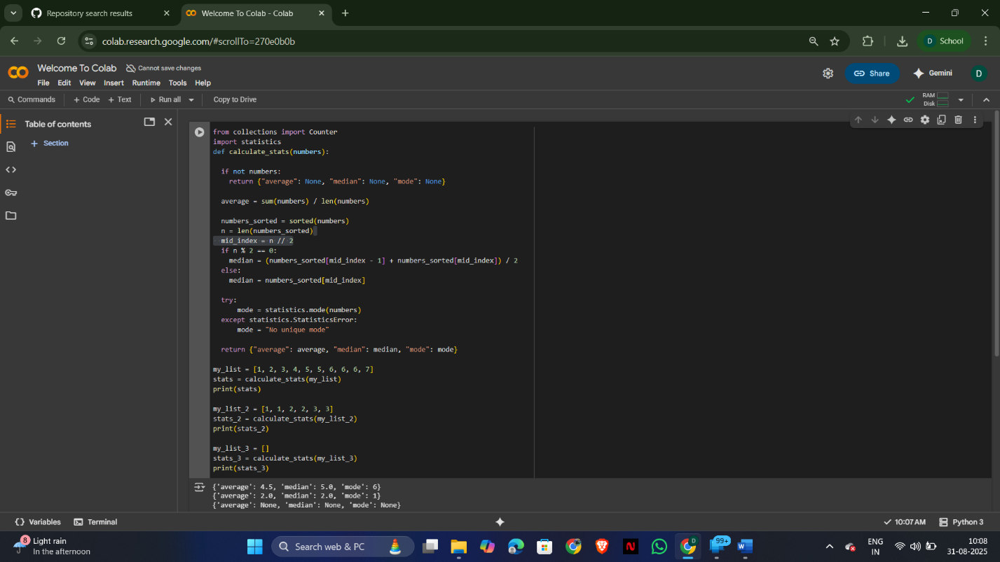 Repository search results
Welcome To Colab - Colab
colab.research.google.com/#scrollTo=270e0b0b
D School
Welcome To Colab Cannot save changes
Share Gemini D
File Edit View Insert Runtime Tools Help
Commands + Code + Text Run all Copy to Drive
RAM
Disk
Table of contents
+ Section
from collections import Counter
import statistics
def calculate_stats(numbers):
if not numbers:
return {"average": None, "median": None, "mode": None}
average = sum(numbers) / len(numbers)
numbers_sorted = sorted(numbers)
n = len(numbers_sorted)
mid_index = n // 2
if n % 2 == 0:
median = (numbers_sorted[mid_index - 1] + numbers_sorted[mid_index]) / 2
else:
median = numbers_sorted[mid_index]
try:
mode = statistics.mode(numbers)
except statistics.StatisticsError:
mode = "No unique mode"
return {"average": average, "median": median, "mode": mode}
my_list = [1, 2, 3, 4, 5, 5, 6, 6, 6, 7]
stats = calculate_stats(my_list)
print(stats)
my_list_2 = [1, 1, 2, 2, 3, 3]
stats_2 = calculate_stats(my_list_2)
print(stats_2)
my_list_3 = []
stats_3 = calculate_stats(my_list_3)
print(stats_3)
{'average': 4.5, 'median': 5.0, 'mode': 6}
{'average': 2.0, 'median': 2.0, 'mode': 1}
{'average': None, 'median': None, 'mode': None}
Variables Terminal
10:07 AM Python 3
8
Light rain
In the afternoon
Search web & PC
N
D
99+
W
ENG
IN
10:08
31-08-2025